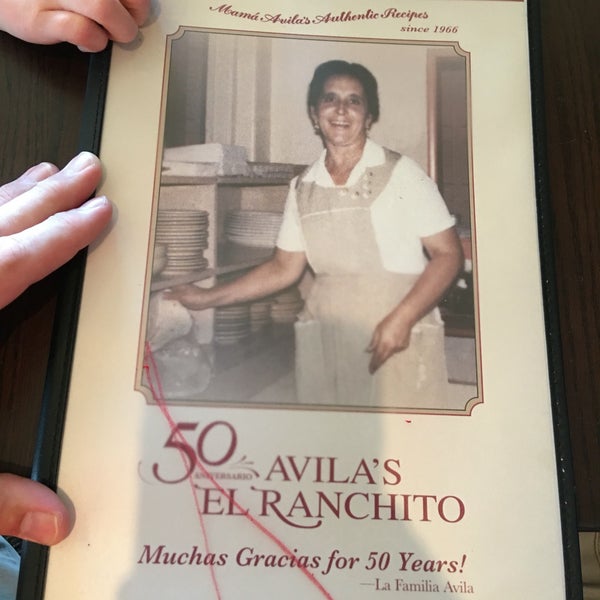 Mamá Avila's Authentic Recipes
since 1966
50
ANIVERSARIO
AVILA'S
EL RANCHITO
Muchas Gracias for 50 Years!
—La Familia Avila